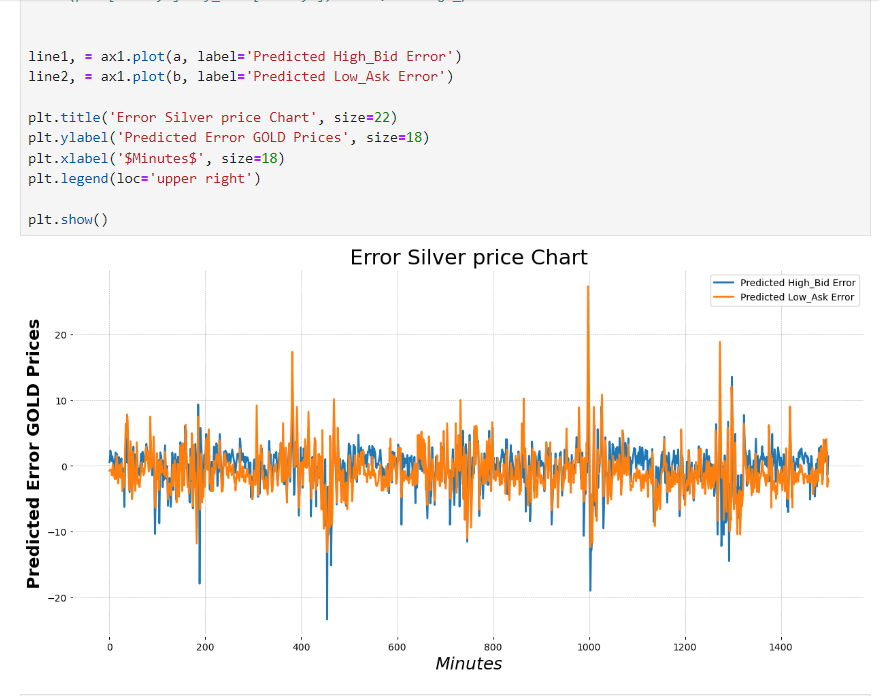 line1, = ax1.plot(a, label='Predicted High_Bid Error')
line2, = ax1.plot(b, label='Predicted Low_Ask Error')
plt.title('Error Silver price Chart', size=22)
plt.ylabel('Predicted Error GOLD Prices', size=18)
plt.xlabel('$Minutes$', size=18)
plt.legend(loc='upper right')
plt.show()
Error Silver price Chart
Predicted High_Bid Error
Predicted Low_Ask Error
Predicted Error GOLD Prices
20
10
0
−10
−20
0 200 400 600 800 1000 1200 1400
Minutes